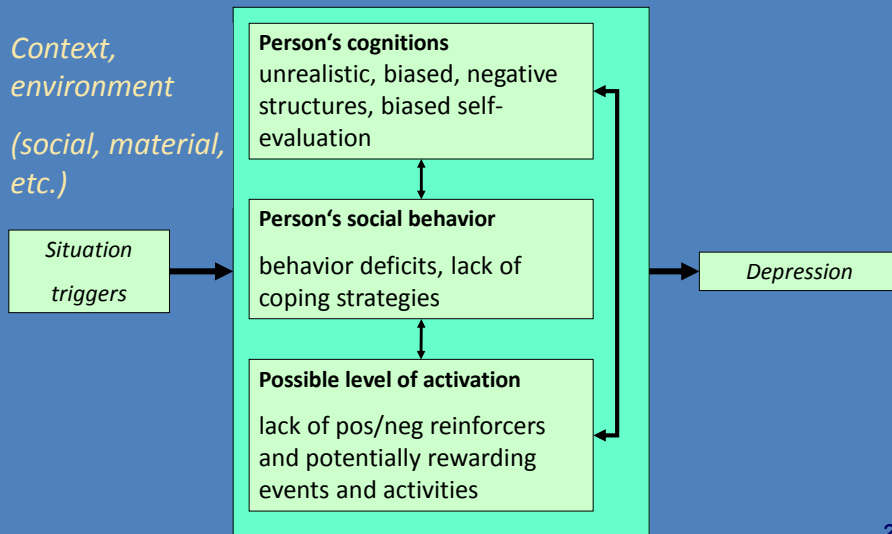 Context,
environment
(social, material,
etc.)
Situation
triggers
Person‘s cognitions
unrealistic, biased, negative
structures, biased self-
evaluation
Person‘s social behavior
behavior deficits, lack of
coping strategies
Possible level of activation
lack of pos/neg reinforcers
and potentially rewarding
events and activities
Depression